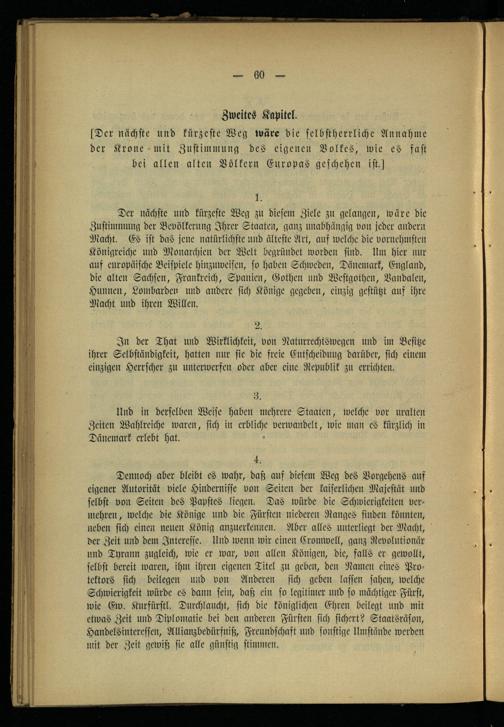 — 60 —
Zweites Kapitel.
[Der nächste und kürzeste Weg wäre die selbstherrliche Annahme
der Krone mit Zustimmung des eigenen Volkes, wie es fast
bei allen alten Völkern Europas geschehen ist.]
1.
Der nächste und kürzeste Weg zu diesem Ziele zu gelangen, wäre die
Zustimmung der Bevölkerung Ihrer Staaten, ganz unabhängig von jeder andern
Macht. Es ist das jene natürlichste und älteste Art, auf welche die vornehmsten
Königreiche und Monarchien der Welt begründet worden sind. Um hier nur
auf europäische Beispiele hinzuweisen, so haben Schweden, Dänemark, England,
die alten Sachsen, Frankreich, Spanien, Gothen und Westgothen, Vandalen,
Hunnen, Lombarden und andere sich Könige gegeben, einzig gestützt auf ihre
Macht und ihren Willen.
2.
In der That und Wirklichkeit, von Naturrechtswegen und im Besitze
ihrer Selbständigkeit, hatten nur sie die freie Entscheidung darüber, sich einem
einzigen Herrscher zu unterwerfen oder aber eine Republik zu errichten.
3.
Und in derselben Weise haben mehrere Staaten, welche vor uralten
Zeiten Wahlreiche waren, sich in erbliche verwandelt, wie man es kürzlich in
Dänemark erlebt hat.
4.
Dennoch aber bleibt es wahr, daß auf diesem Weg des Vorgehens auf
eigener Autorität viele Hindernisse von Seiten der kaiserlichen Majestät und
selbst von Seiten des Papstes liegen. Das würde die Schwierigkeiten ver-
mehren, welche die Könige und die Fürsten niederen Ranges finden könnten,
neben sich einen neuen König anzuerkennen. Aber alles unterliegt der Macht,
der Zeit und dem Interesse. Und wenn wir einen Cromwell, ganz Revolutionär
und Tyrann zugleich, wie er war, von allen Königen, die, falls er gewollt,
selbst bereit waren, ihm ihren eigenen Titel zu geben, den Namen eines Pro-
tektors sich beilegen und von Anderen sich geben lassen sahen, welche
Schwierigkeit würde es dann sein, daß ein so legitimer und so mächtiger Fürst,
wie Ew. Kurfürstl. Durchlaucht, sich die königlichen Ehren beilegt und mit
etwas Zeit und Diplomatie bei den anderen Fürsten sich sichert? Staatsräson,
Handelsinteressen, Allianzbedürfniß, Freundschaft und sonstige Umstände werden
mit der Zeit gewiß sie alle günstig stimmen.